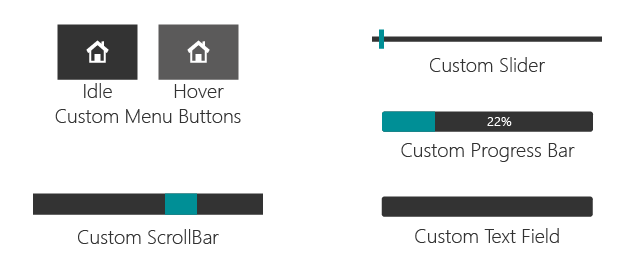 Idle
Hover
Custom Menu Buttons
Custom ScrollBar
Custom Slider
22%
Custom Progress Bar
Custom Text Field